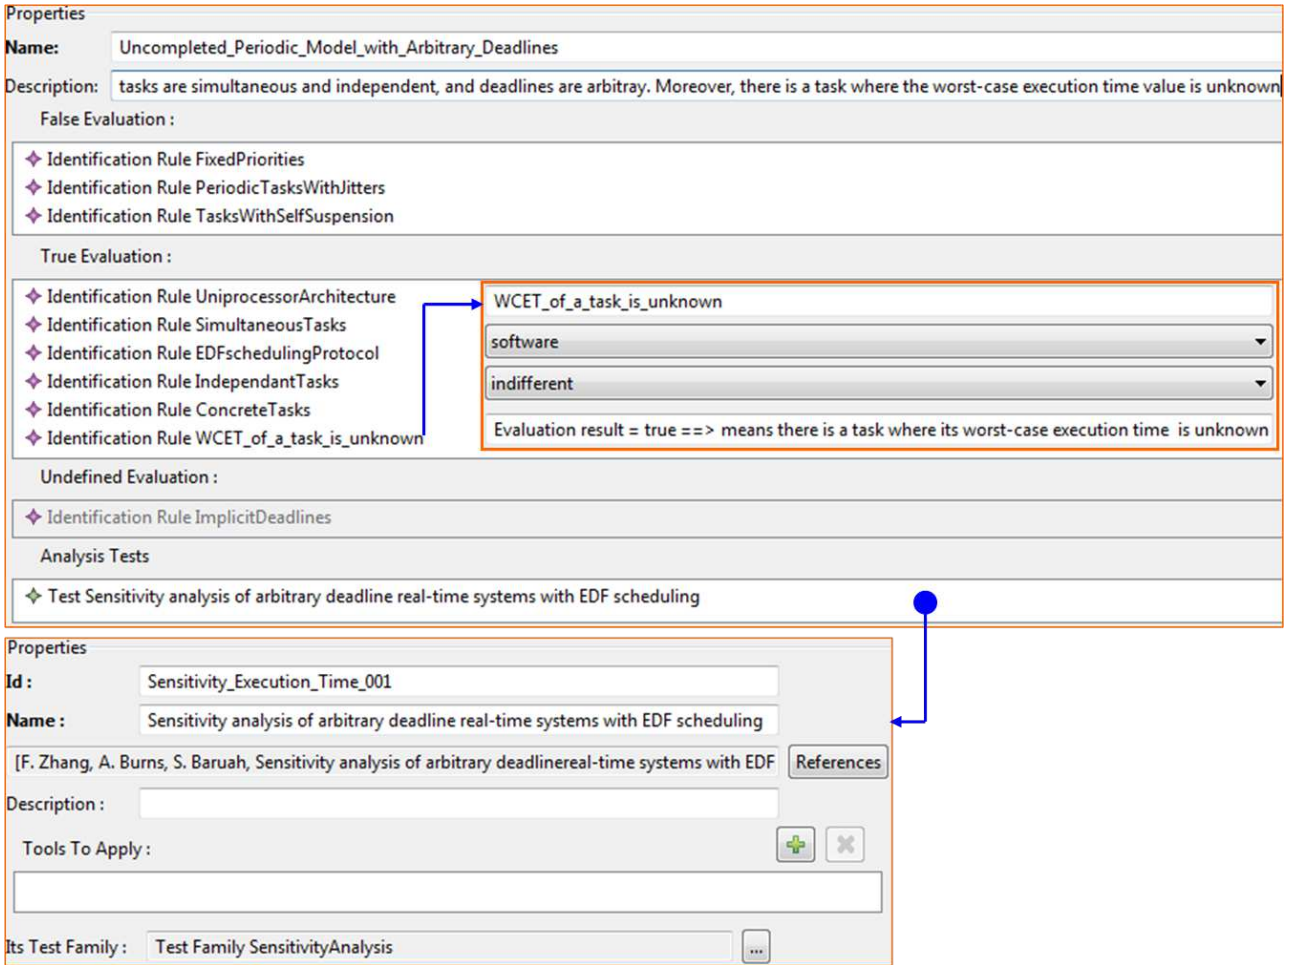 Properties
Name: Uncompleted_Periodic_Model_with_Arbitrary_Deadlines
Description: tasks are simultaneous and independent, and deadlines are arbitray. Moreover, there is a task where the worst-case execution time value is unknown
False Evaluation :
Identification Rule FixedPriorities
Identification Rule PeriodicTasksWithJitters
Identification Rule TasksWithSelfSuspension
True Evaluation :
Identification Rule UniprocessorArchitecture
Identification Rule SimultaneousTasks
Identification Rule EDFschedulingProtocol
Identification Rule IndependantTasks
Identification Rule ConcreteTasks
Identification Rule WCET_of_a_task_is_unknown
WCET_of_a_task_is_unknown
software
indifferent
Evaluation result = true ==> means there is a task where its worst-case execution time is unknown
Undefined Evaluation :
Identification Rule ImplicitDeadlines
Analysis Tests
Test Sensitivity analysis of arbitrary deadline real-time systems with EDF scheduling
Properties
Id : Sensitivity_Execution_Time_001
Name : Sensitivity analysis of arbitrary deadline real-time systems with EDF scheduling
[F. Zhang, A. Burns, S. Baruah, Sensitivity analysis of arbitrary deadlinereal-time systems with EDF References
Description :
Tools To Apply :
Its Test Family : Test Family SensitivityAnalysis ...